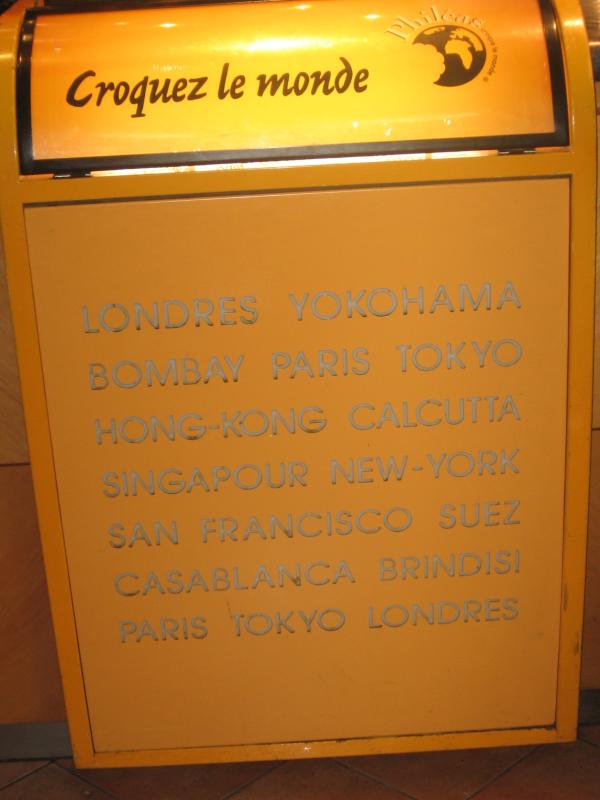 Croquez le monde
Phileas
LONDRES YOKOHAMA
BOMBAY PARIS TOKYO
HONG-KONG CALCUTTA
SINGAPOUR NEW-YORK
SAN FRANCISCO SUEZ
CASABLANCA BRINDISI
PARIS TOKYO LONDRES